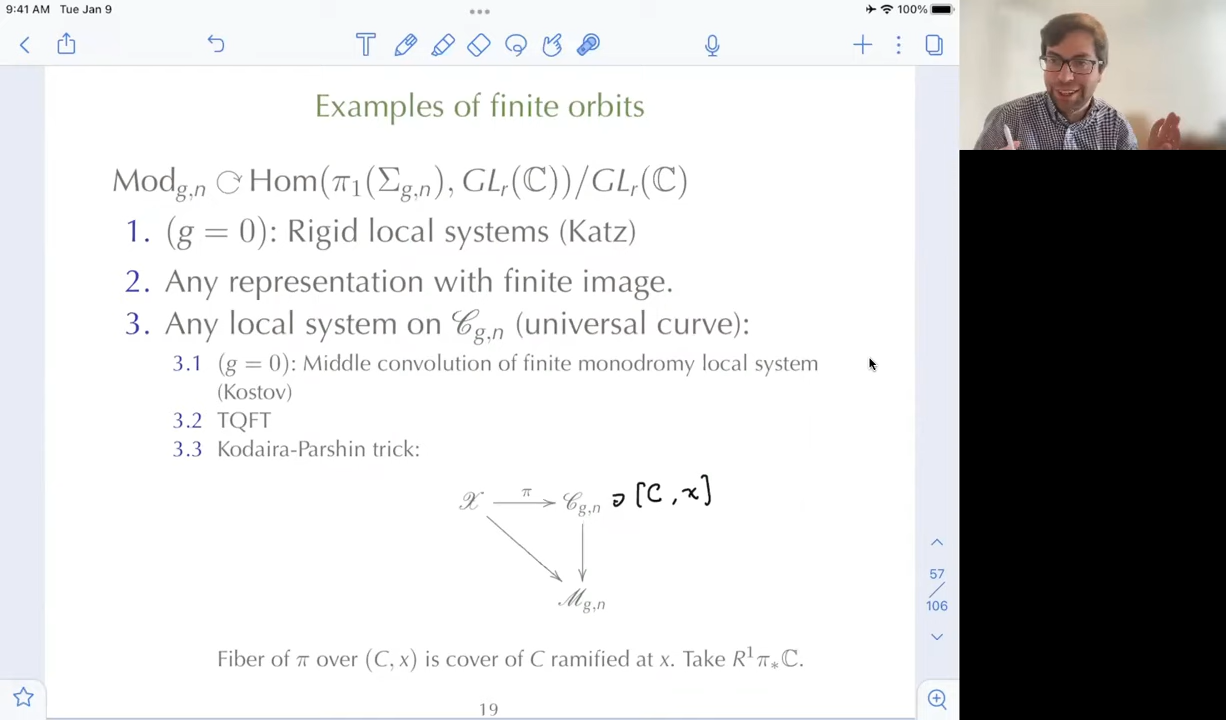 9:41 AM Tue Jan 9
100%
Examples of finite orbits
Mod_{g,n} ⟳ Hom(π₁(Σ_{g,n}), GL_r(ℂ))/GL_r(ℂ)
1. (g = 0): Rigid local systems (Katz)
2. Any representation with finite image.
3. Any local system on 𝒞_{g,n} (universal curve):
3.1 (g = 0): Middle convolution of finite monodromy local system
(Kostov)
3.2 TQFT
3.3 Kodaira-Parshin trick:
π
𝒳 → 𝒞_{g,n} ∋ [C, x]
ℳ_{g,n}
57
/
106
Fiber of π over (C, x) is cover of C ramified at x. Take R¹π_*ℂ.
19